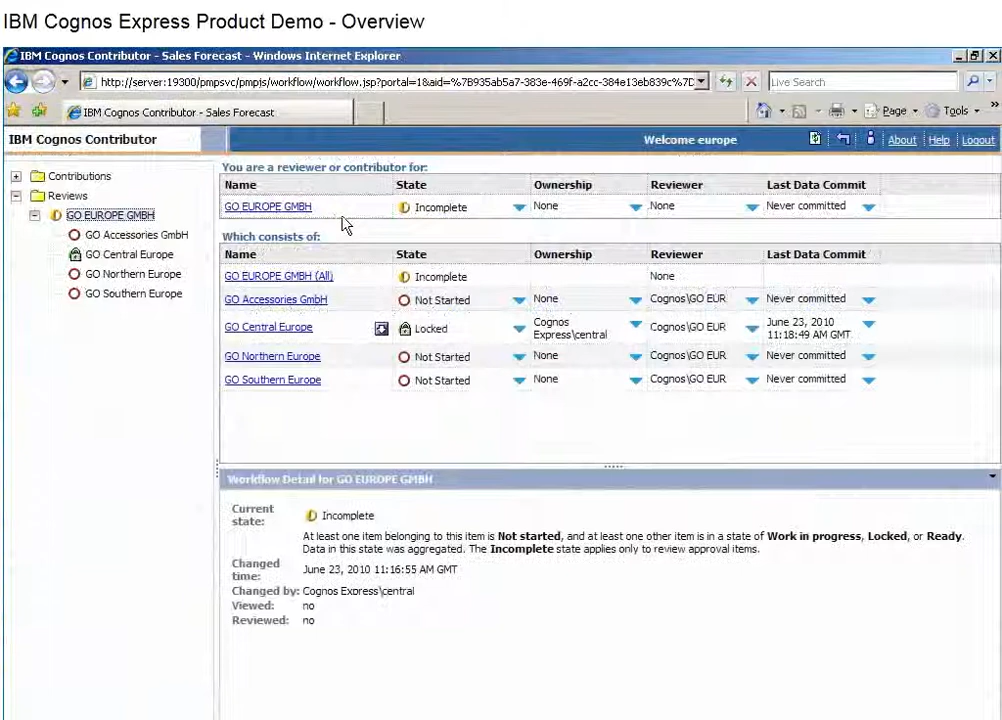 IBM Cognos Express Product Demo - Overview
IBM Cognos Contributor - Sales Forecast - Windows Internet Explorer
http://server:19300/pmpsvc/pmpjs/workflow/workflow.jsp?portal=1&aid=%7B935ab5a7-383e-469f-a2cc-384e13eb839c%7D
Live Search
IBM Cognos Contributor - Sales Forecast
Page
Tools
IBM Cognos Contributor
Welcome europe
About Help Logout
Contributions
Reviews
GO EUROPE GMBH
GO Accessories GmbH
GO Central Europe
GO Northern Europe
GO Southern Europe
You are a reviewer or contributor for:
Name State Ownership Reviewer Last Data Commit
GO EUROPE GMBH Incomplete None None Never committed
Which consists of:
Name State Ownership Reviewer Last Data Commit
GO EUROPE GMBH (All) Incomplete None
GO Accessories GmbH Not Started None Cognos\GO EUR Never committed
GO Central Europe Locked Cognos Express\central Cognos\GO EUR June 23, 2010 11:18:49 AM GMT
GO Northern Europe Not Started None Cognos\GO EUR Never committed
GO Southern Europe Not Started None Cognos\GO EUR Never committed
Workflow Detail for GO EUROPE GMBH
Current state: Incomplete
At least one item belonging to this item is Not started, and at least one other item is in a state of Work in progress, Locked, or Ready.
Data in this state was aggregated. The Incomplete state applies only to review approval items.
Changed time: June 23, 2010 11:16:55 AM GMT
Changed by: Cognos Express\central
Viewed: no
Reviewed: no